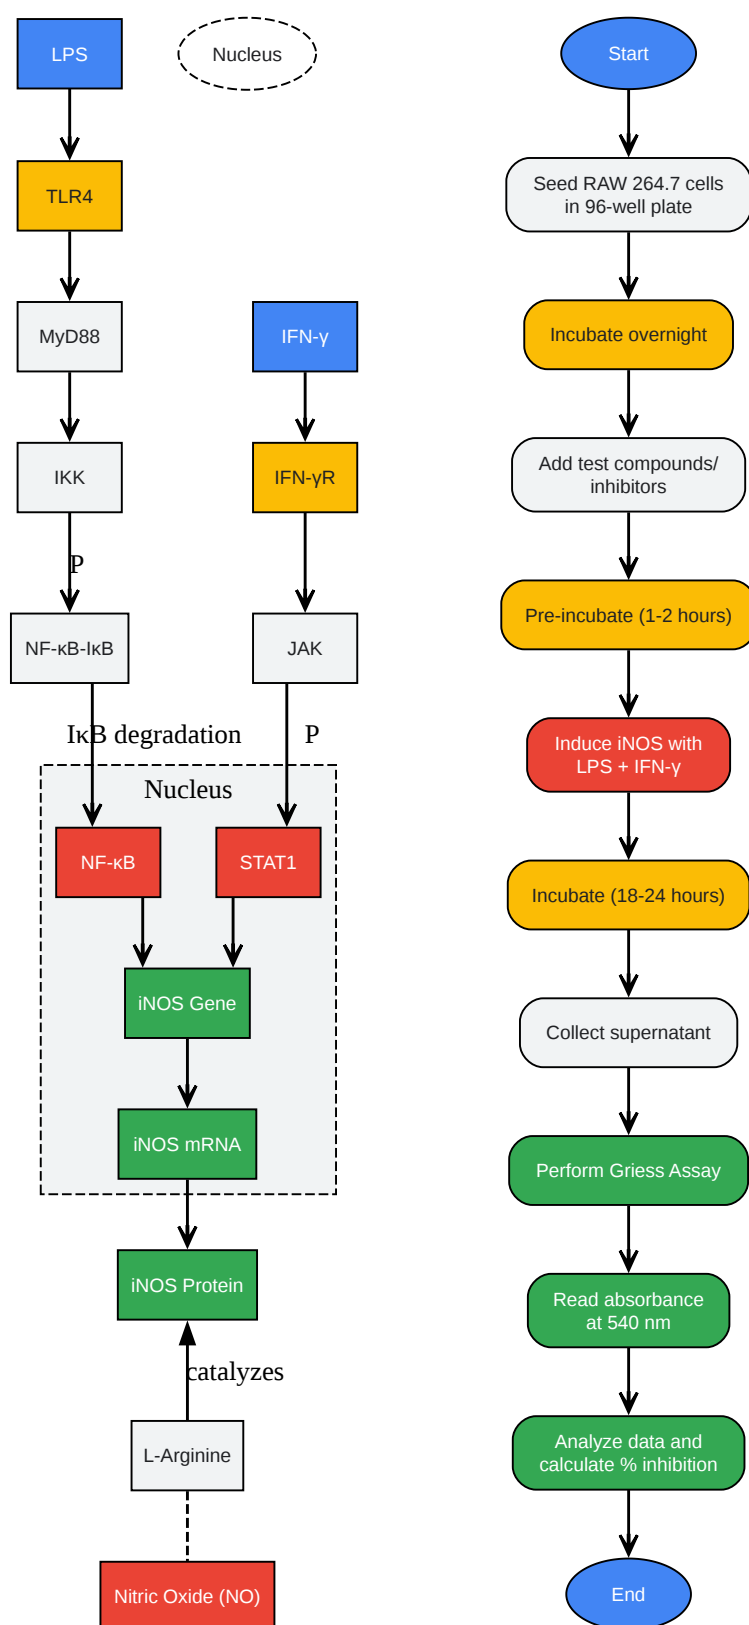 LPS
Nucleus
TLR4
MyD88
IFN-γ
IKK
IFN-γR
P
NF-κB-IκB
JAK
IκB degradation
P
Nucleus
NF-κB
STAT1
iNOS Gene
iNOS mRNA
iNOS Protein
catalyzes
L-Arginine
Nitric Oxide (NO)
Start
Seed RAW 264.7 cells
in 96-well plate
Incubate overnight
Add test compounds/
inhibitors
Pre-incubate (1-2 hours)
Induce iNOS with
LPS + IFN-γ
Incubate (18-24 hours)
Collect supernatant
Perform Griess Assay
Read absorbance
at 540 nm
Analyze data and
calculate % inhibition
End